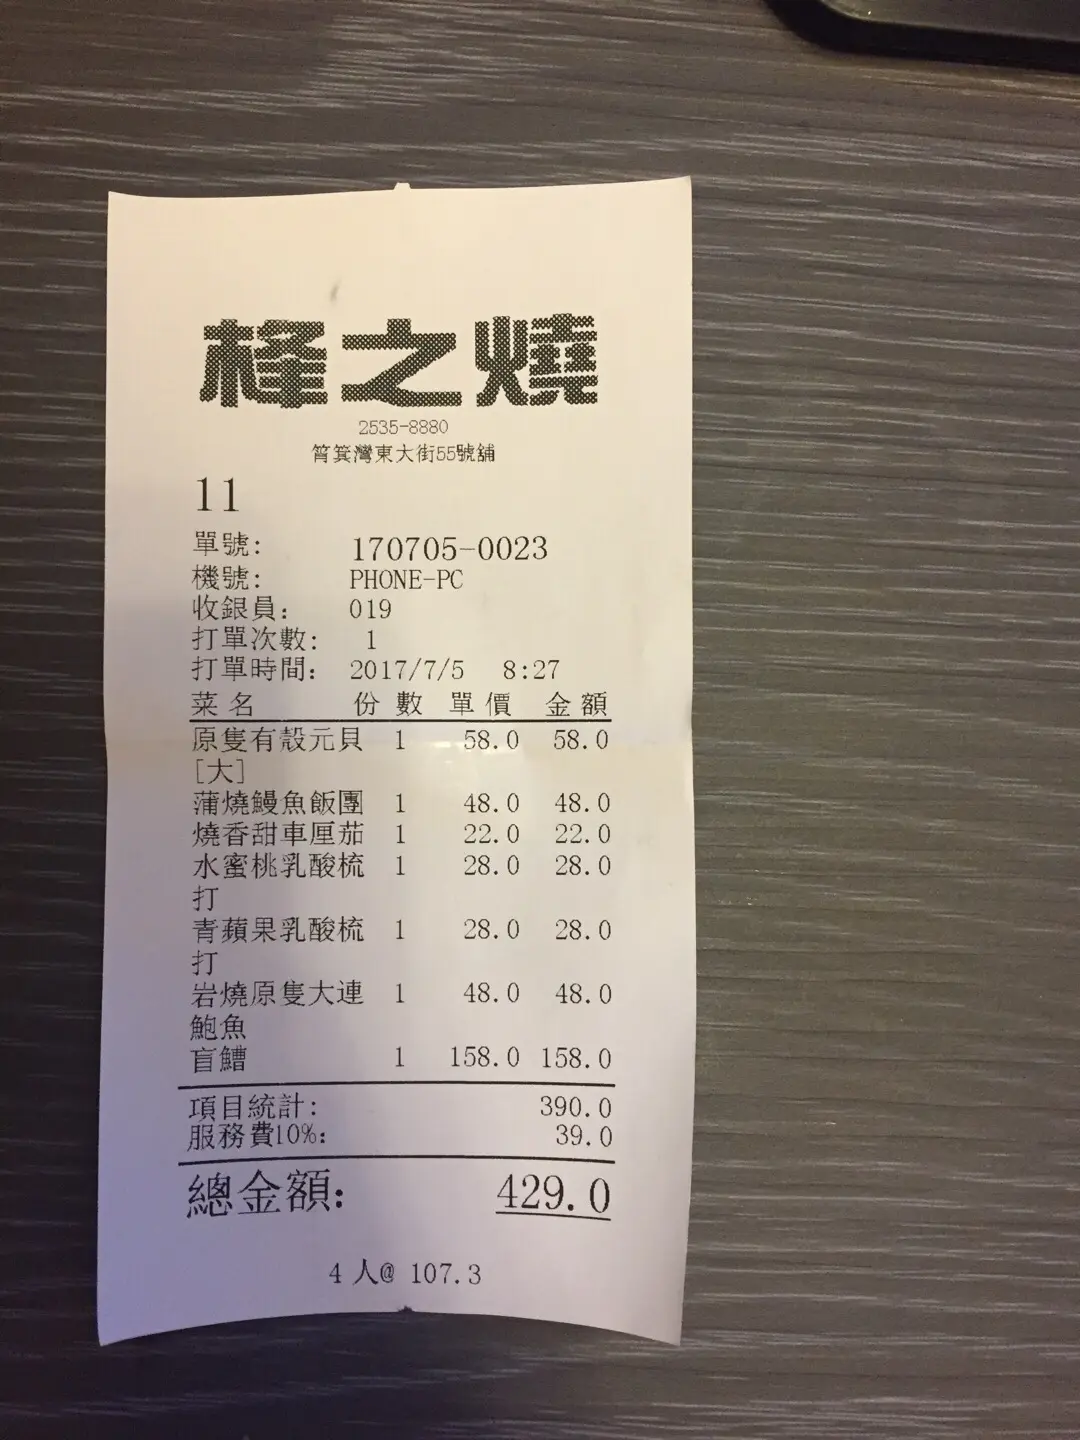 桻之燒
2535-8880
筲箕灣東大街55號舖
11
單號: 170705-0023
機號: PHONE-PC
收銀員: 019
打單次數: 1
打單時間: 2017/7/5 8:27
菜名 份數 單價 金額
原隻有殼元貝 1 58.0 58.0
[大]
蒲燒鰻魚飯團 1 48.0 48.0
燒香甜車厘茄 1 22.0 22.0
水蜜桃乳酸梳 1 28.0 28.0
打
青蘋果乳酸梳 1 28.0 28.0
打
岩燒原隻大連 1 48.0 48.0
鮑魚
盲鰽 1 158.0 158.0
項目統計: 390.0
服務費10%: 39.0
總金額: 429.0
4 人@ 107.3